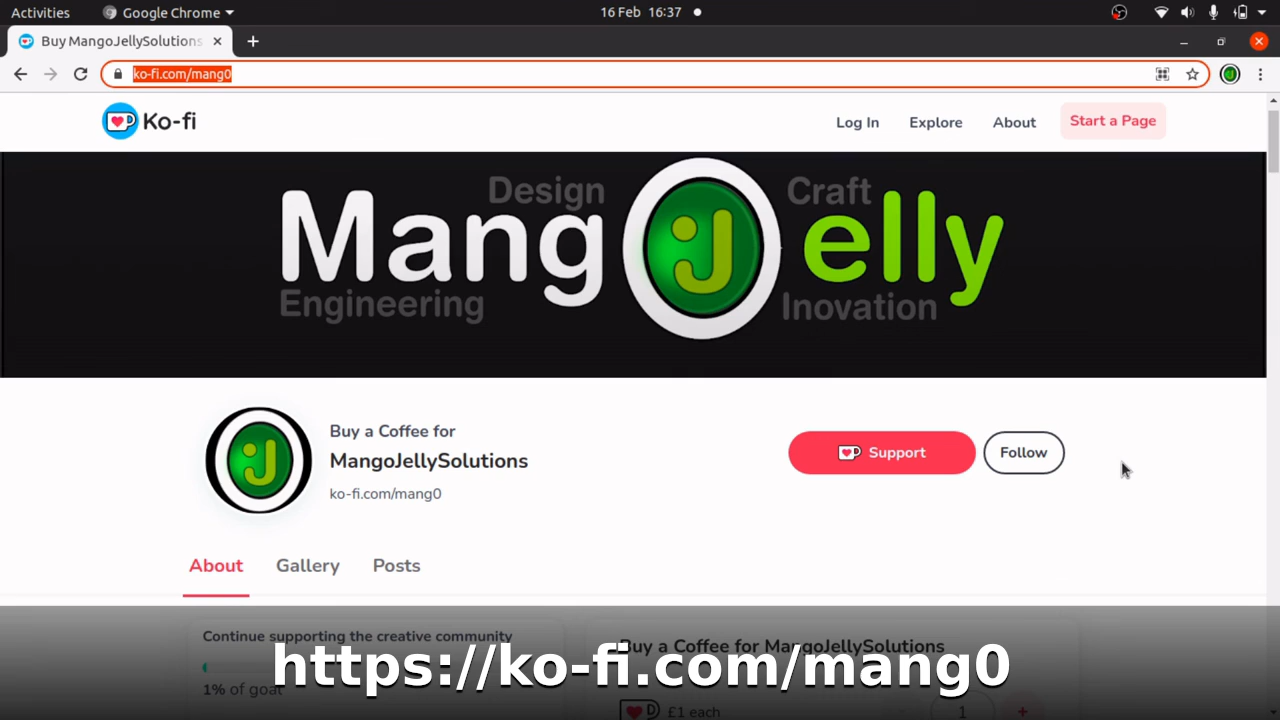 Activities
Google Chrome
16 Feb 16:37
Buy MangoJellySolutions
ko-fi.com/mang0
Ko-fi
Log In
Explore
About
Start a Page
Design
Craft
Mang J elly
Engineering
Inovation
J
Buy a Coffee for
MangoJellySolutions
ko-fi.com/mang0
Support
Follow
About
Gallery
Posts
Continue supporting the creative community
Buy a Coffee for MangoJellySolutions
https://ko-fi.com/mang0
1% of goal
£1 each
-
1
+